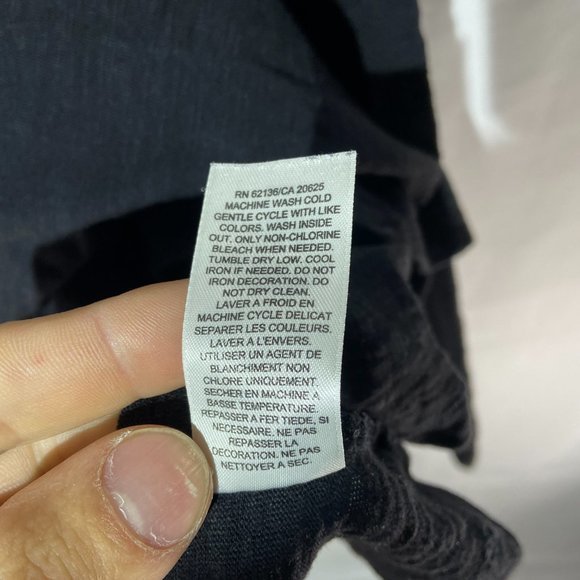 RN 62136/CA 20625
MACHINE WASH COLD
GENTLE CYCLE WITH LIKE
COLORS. WASH INSIDE
OUT. ONLY NON-CHLORINE
BLEACH WHEN NEEDED.
TUMBLE DRY LOW. COOL
IRON IF NEEDED. DO NOT
IRON DECORATION. DO
NOT DRY CLEAN.
LAVER A FROID EN
MACHINE CYCLE DELICAT
SEPARER LES COULEURS.
LAVER A L'ENVERS.
UTILISER UN AGENT DE
BLANCHIMENT NON
CHLORE UNIQUEMENT.
SECHER EN MACHINE A
BASSE TEMPERATURE.
REPASSER A FER TIEDE, SI
NECESSAIRE. NE PAS
REPASSER LA
DECORATION. NE PAS
NETTOYER A SEC.